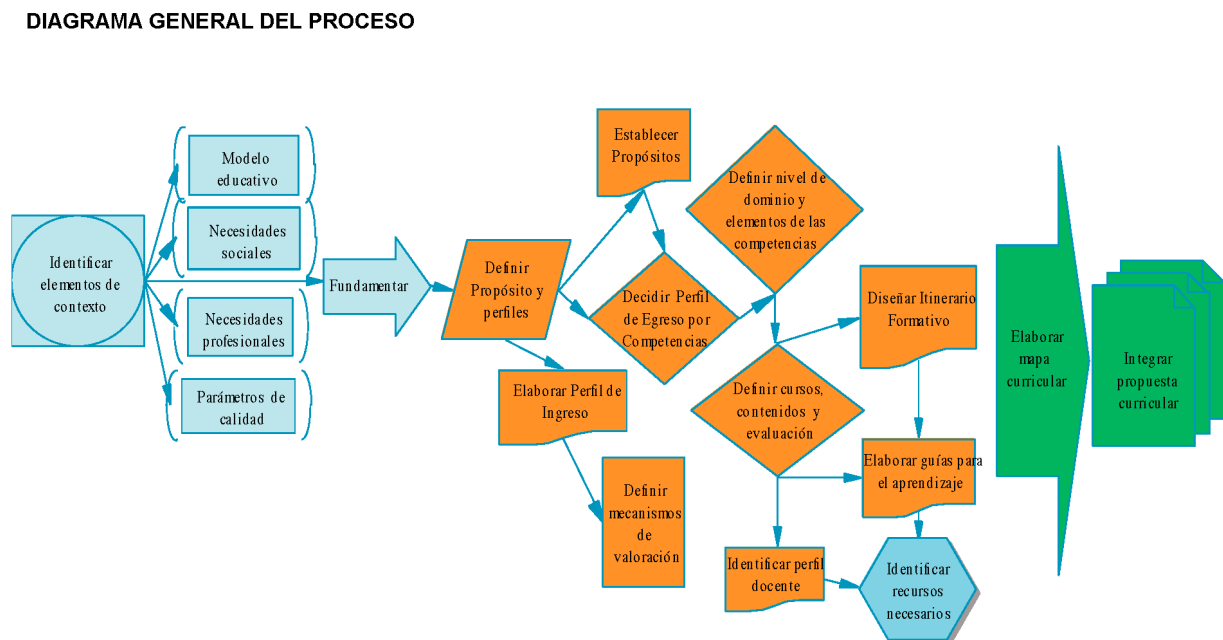 DIAGRAMA GENERAL DEL PROCESO
Identificar
elementos de
contexto
Modelo
educativo
Necesidades
sociales
Necesidades
profesionales
Parámetros de
calidad
Fundamentar
Definir
Propósito y
perfiles
Establecer
Propósitos
Decidir Perfil
de Egreso por
Competencias
Elaborar Perfil de
Ingreso
Definir
mecanismos
de
valoración
Definir nivel de
dominio y
elementos de las
competencias
Definir cursos,
contenidos y
evaluación
Diseñar Itinerario
Formativo
Elaborar guías para
el aprendizaje
Identificar perfil
docente
Identificar
recursos
necesarios
Elaborar
mapa
curricular
Integrar
propuesta
curricular